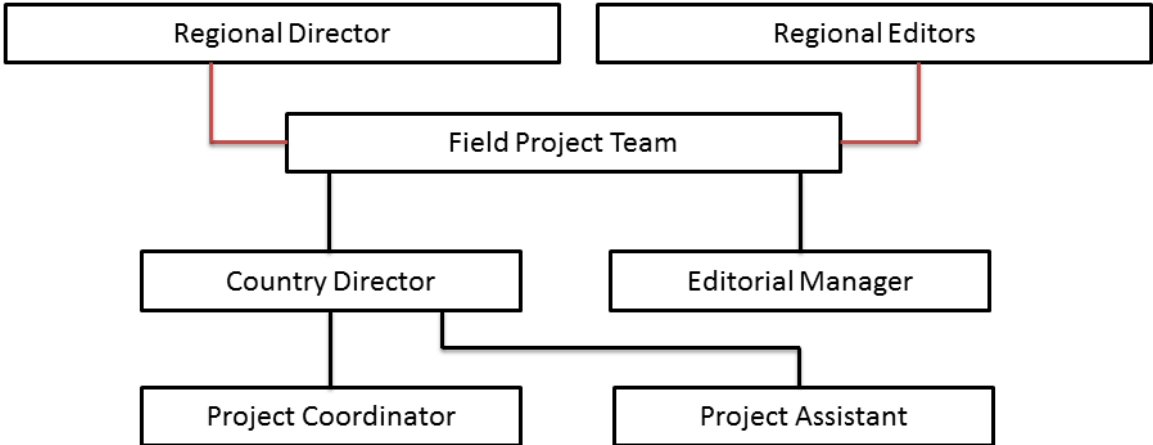 Regional Director
Regional Editors
Field Project Team
Country Director
Editorial Manager
Project Coordinator
Project Assistant